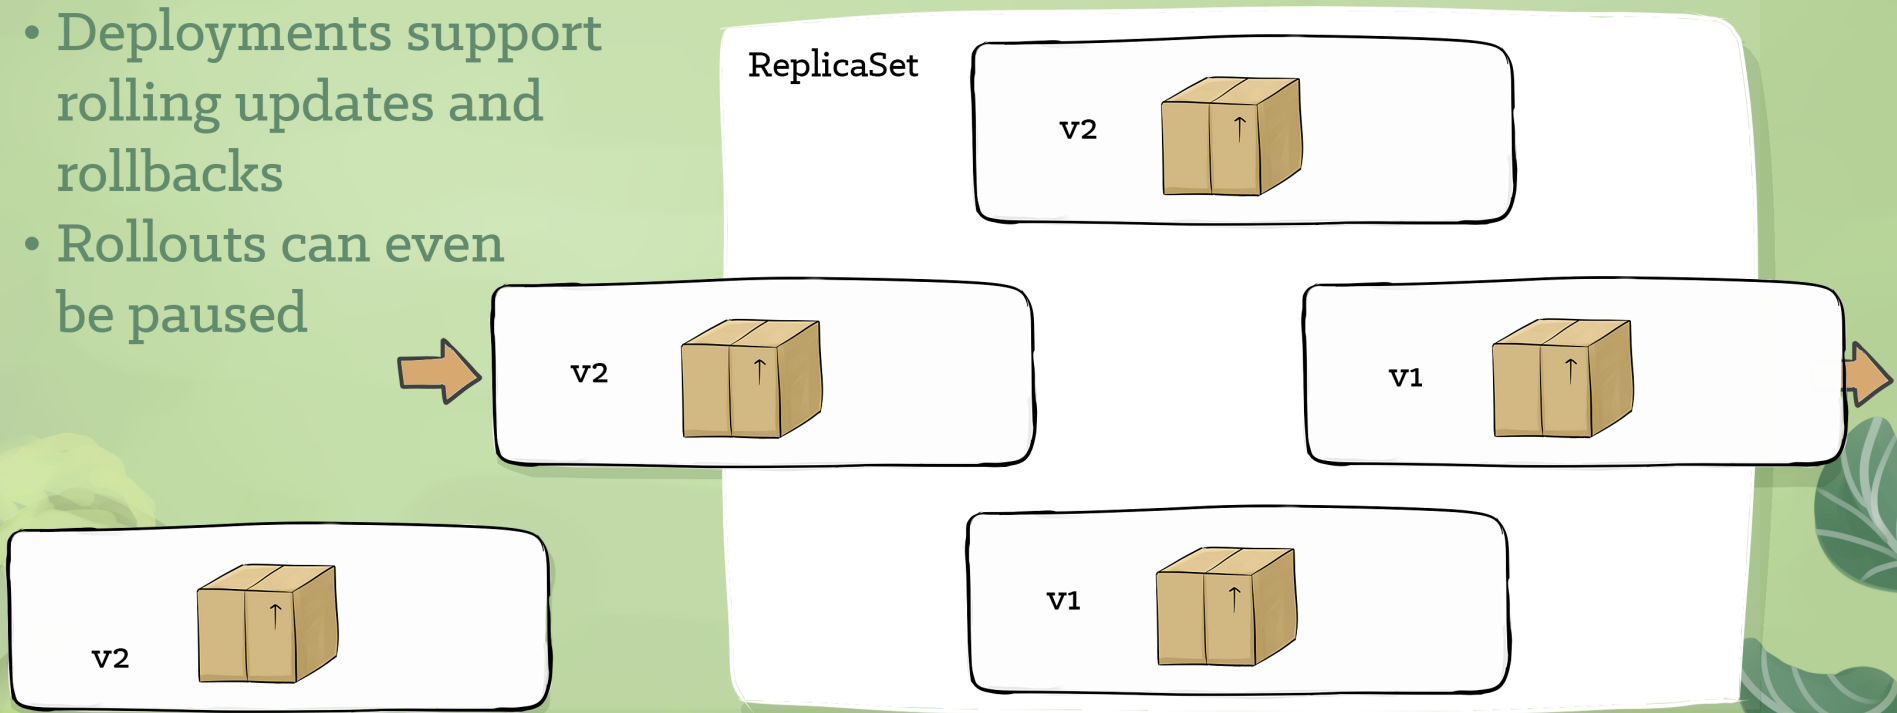 • Deployments support
rolling updates and
rollbacks
• Rollouts can even
be paused
ReplicaSet
v2
v2
v1
v1
v2